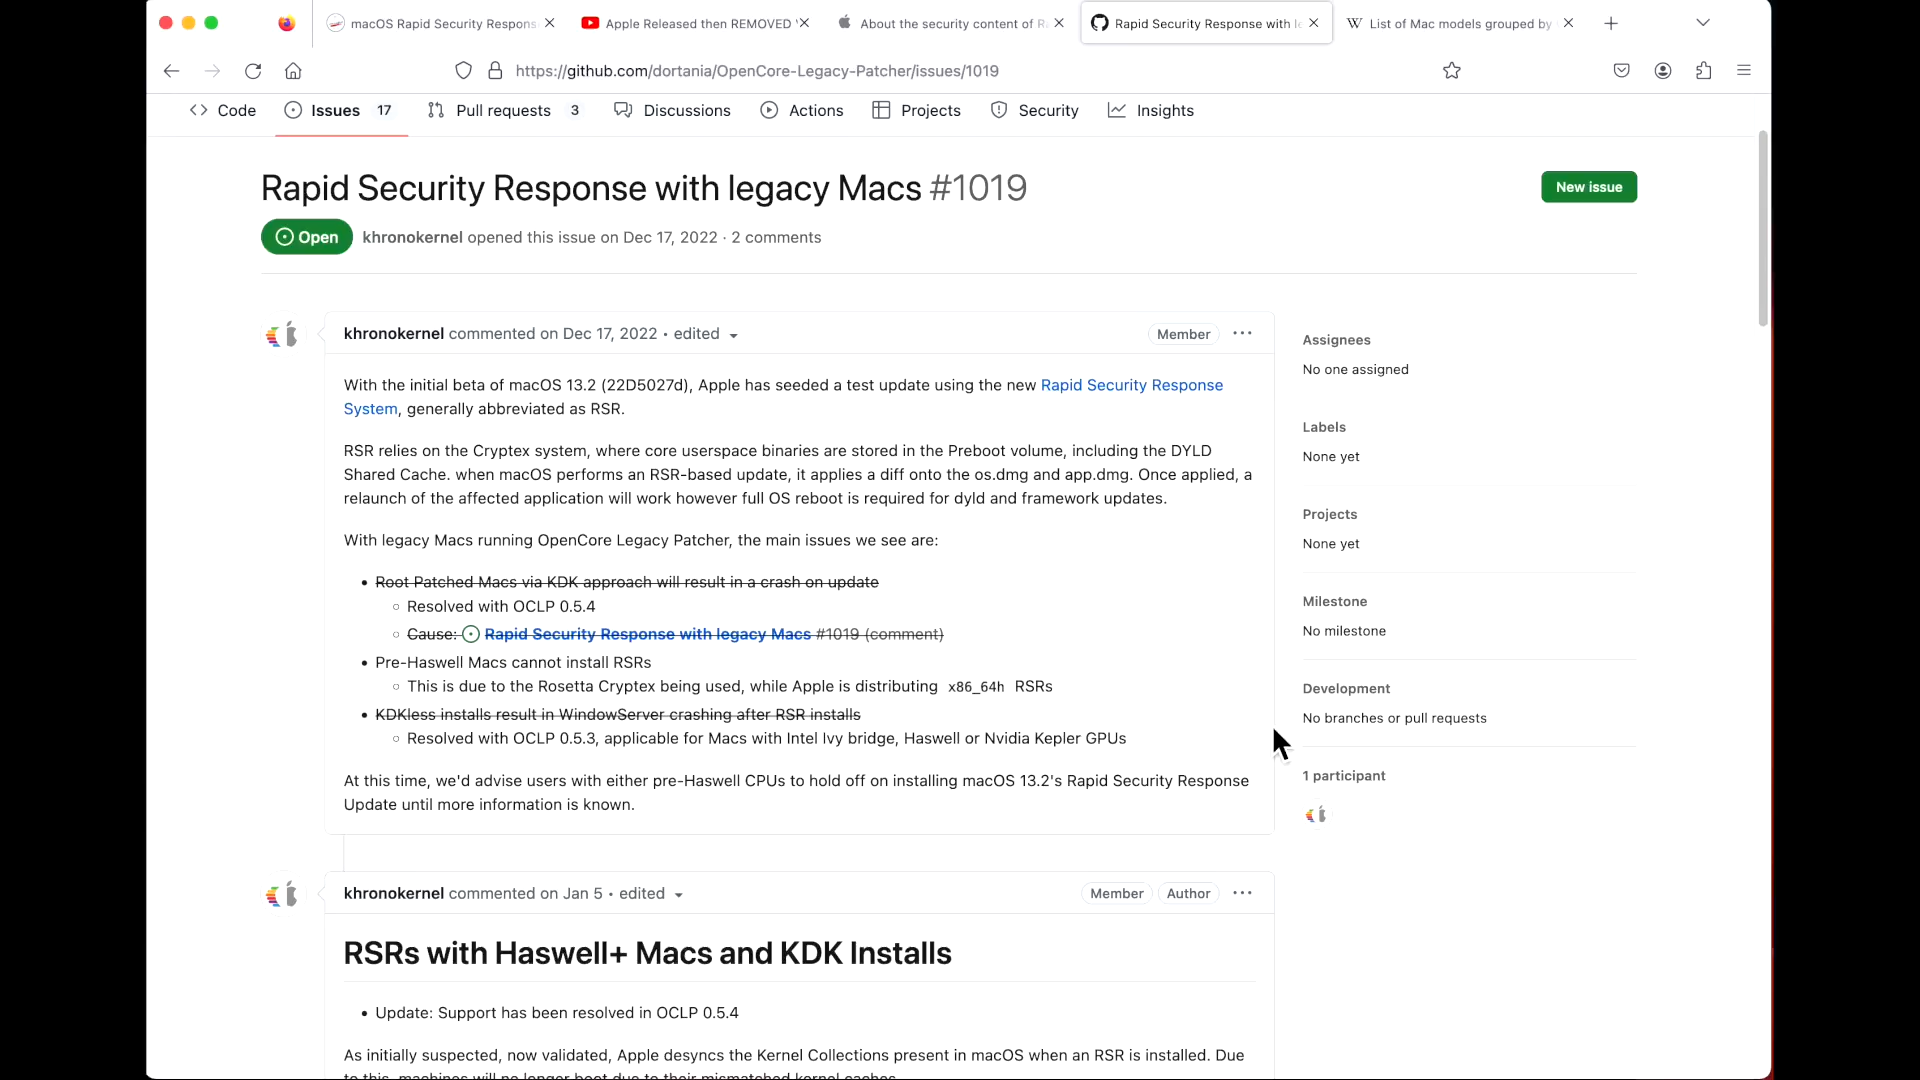 macOS Rapid Security Respons
Apple Released then REMOVED
About the security content of R
Rapid Security Response with l
List of Mac models grouped by
https://github.com/dortania/OpenCore-Legacy-Patcher/issues/1019
Code
Issues 17
Pull requests 3
Discussions
Actions
Projects
Security
Insights
Rapid Security Response with legacy Macs #1019
New issue
Open
khronokernel opened this issue on Dec 17, 2022 · 2 comments
khronokernel commented on Dec 17, 2022 • edited
Member
With the initial beta of macOS 13.2 (22D5027d), Apple has seeded a test update using the new Rapid Security Response
System, generally abbreviated as RSR.
RSR relies on the Cryptex system, where core userspace binaries are stored in the Preboot volume, including the DYLD
Shared Cache. when macOS performs an RSR-based update, it applies a diff onto the os.dmg and app.dmg. Once applied, a
relaunch of the affected application will work however full OS reboot is required for dyld and framework updates.
With legacy Macs running OpenCore Legacy Patcher, the main issues we see are:
• Root Patched Macs via KDK approach will result in a crash on update
◦ Resolved with OCLP 0.5.4
◦ Cause: Rapid Security Response with legacy Macs #1019 (comment)
• Pre-Haswell Macs cannot install RSRs
◦ This is due to the Rosetta Cryptex being used, while Apple is distributing x86_64h RSRs
• KDKless installs result in WindowServer crashing after RSR installs
◦ Resolved with OCLP 0.5.3, applicable for Macs with Intel Ivy bridge, Haswell or Nvidia Kepler GPUs
At this time, we'd advise users with either pre-Haswell CPUs to hold off on installing macOS 13.2's Rapid Security Response
Update until more information is known.
Assignees
No one assigned
Labels
None yet
Projects
None yet
Milestone
No milestone
Development
No branches or pull requests
1 participant
khronokernel commented on Jan 5 • edited
Member
Author
RSRs with Haswell+ Macs and KDK Installs
• Update: Support has been resolved in OCLP 0.5.4
As initially suspected, now validated, Apple desyncs the Kernel Collections present in macOS when an RSR is installed. Due
to this, machines will no longer boot due to their mismatched kernel caches.